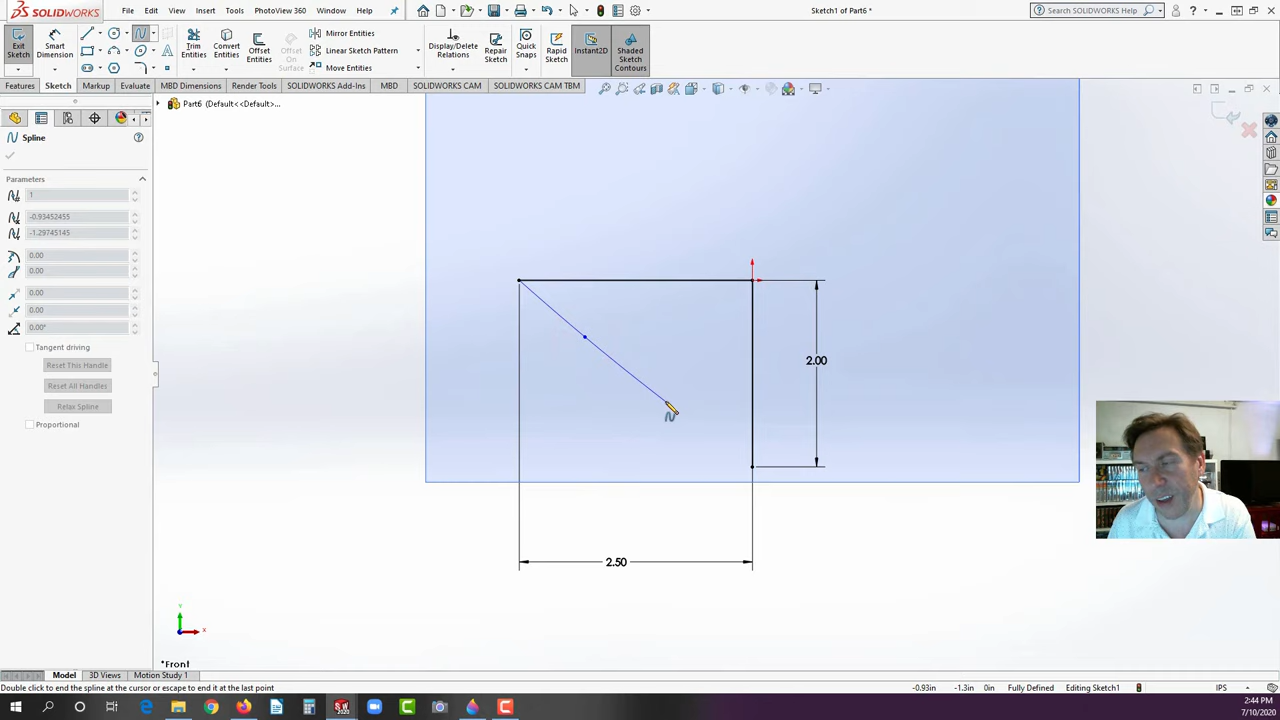 SOLIDWORKS
File Edit View Insert Tools PhotoView 360 Window Help
Sketch1 of Part6 *
Search SOLIDWORKS Help
Exit Sketch
Smart Dimension
Trim Entities
Convert Entities
Offset Entities
Offset On Surface
Mirror Entities
Linear Sketch Pattern
Move Entities
Display/Delete Relations
Repair Sketch
Quick Snaps
Rapid Sketch
Instant2D
Shaded Sketch Contours
Features Sketch Markup Evaluate MBD Dimensions Render Tools SOLIDWORKS Add-Ins MBD SOLIDWORKS CAM SOLIDWORKS CAM TBM
Part6 (Default<<Default>...
Spline
Parameters
1
-0.93452455
-1.29745145
0.00
0.00
0.00
0.00
0.00°
Tangent driving
Reset This Handle
Reset All Handles
Relax Spline
Proportional
2.00
2.50
Y
X
*Front
Model 3D Views Motion Study 1
Double click to end the spline at the cursor or escape to end it at the last point
-0.93in -1.3in 0in Fully Defined Editing Sketch1 IPS
2:44 PM
7/10/2020